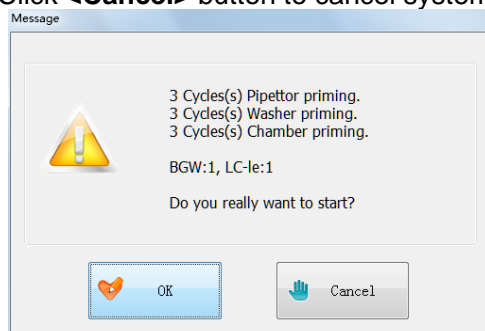 Click <Cancel> button to cancel system
Message
3 Cycles(s) Pipettor priming.
3 Cycles(s) Washer priming.
3 Cycles(s) Chamber priming.
BGW:1, LC-le:1
Do you really want to start?
OK
Cancel